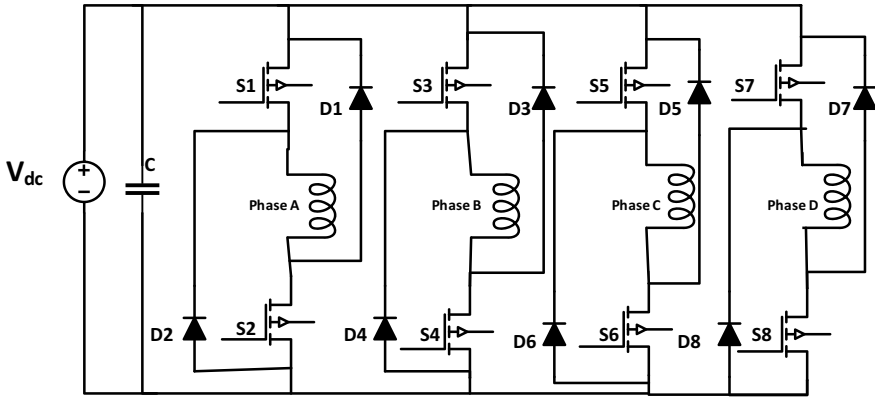 S1
S3
S5
S7
D1
D3
D5
D7
C
V dc
+
−
Phase A
Phase B
Phase C
Phase D
D2
S2
D4
S4
D6
S6
D8
S8